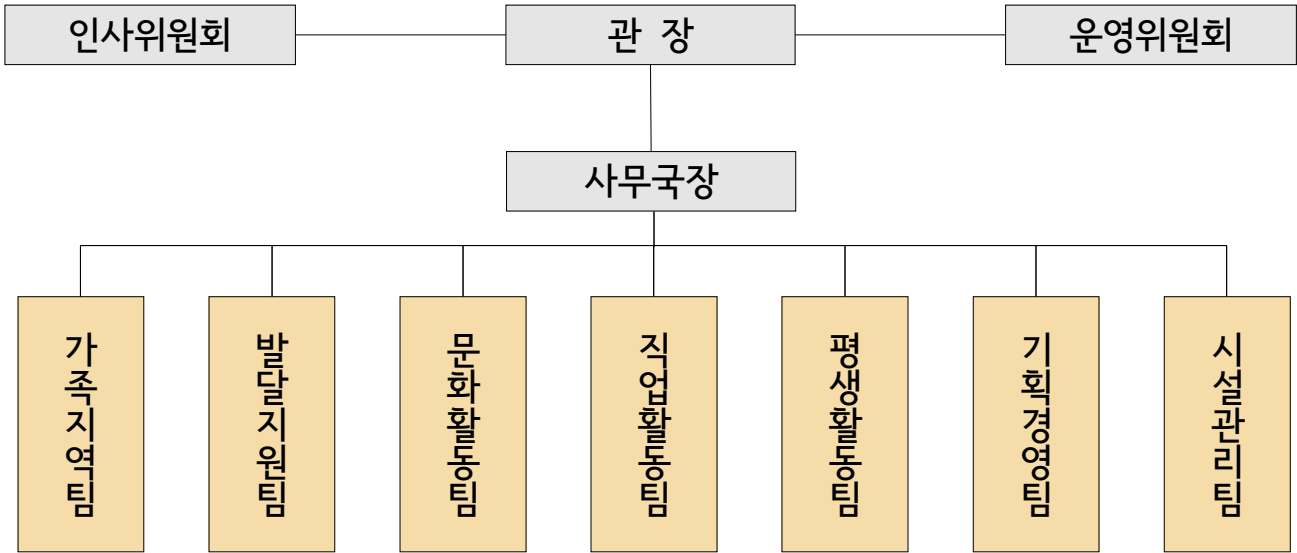 인사위원회
관 장
운영위원회
사무국장
가족지역팀
발달지원팀
문화활동팀
직업활동팀
평생활동팀
기획경영팀
시설관리팀